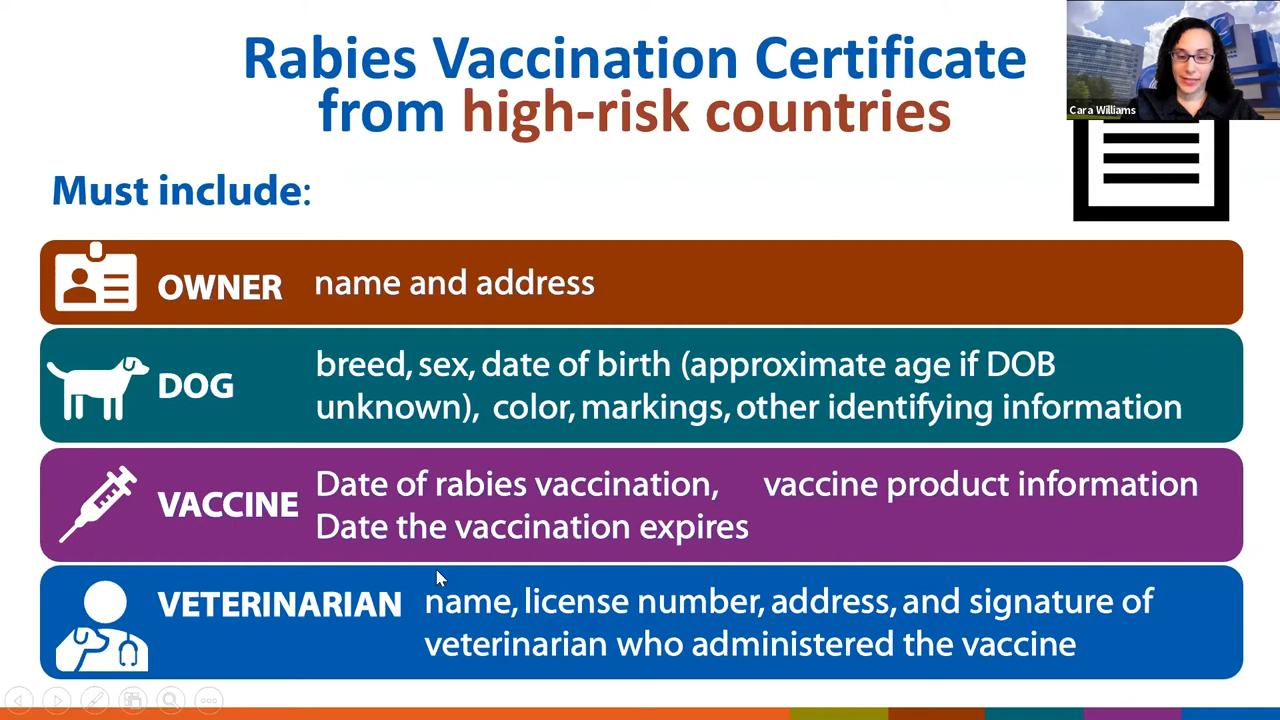 Rabies Vaccination Certificate
from high-risk countries
Cara Williams
Must include:
OWNER name and address
DOG breed, sex, date of birth (approximate age if DOB
unknown), color, markings, other identifying information
VACCINE Date of rabies vaccination, vaccine product information
Date the vaccination expires
VETERINARIAN name, license number, address, and signature of
veterinarian who administered the vaccine